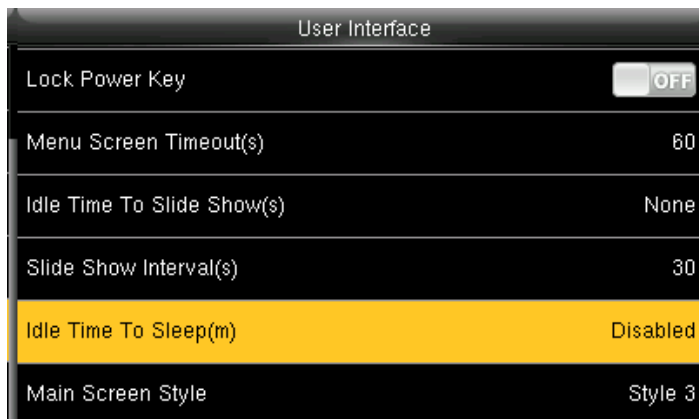 User Interface
Lock Power Key OFF
Menu Screen Timeout(s) 60
Idle Time To Slide Show(s) None
Slide Show Interval(s) 30
Idle Time To Sleep(m) Disabled
Main Screen Style Style 3